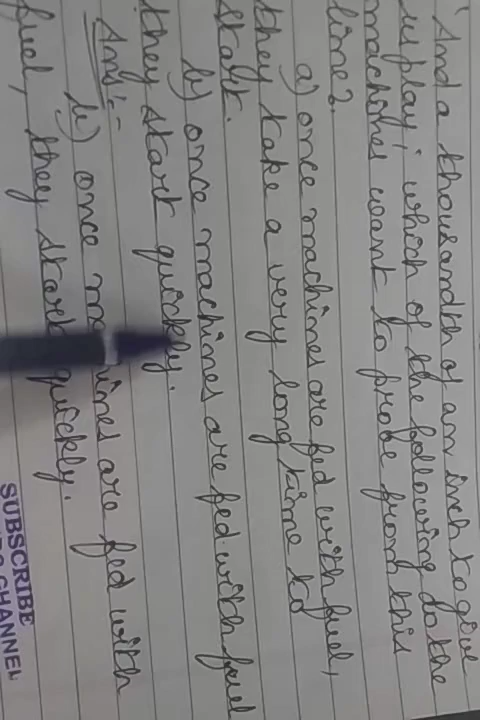 'And a thousandth of an inch to give
us play,' which of the following do the
machines want to probe from this
line?
a) once machines are fed with fuel,
they take a very long time to
start.
b) once machines are fed with fuel
they start quickly.
Ans:-
b) once machines are fed with
fuel, they start quickly.
SUBSCRIBE
CHANNEL